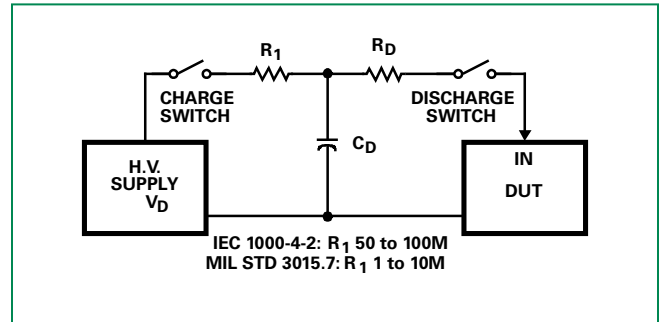 R1
RD
CHARGE
SWITCH
DISCHARGE
SWITCH
CD
H.V.
SUPPLY
VD
IN
DUT
IEC 1000-4-2: R1 50 to 100M
MIL STD 3015.7: R1 1 to 10M